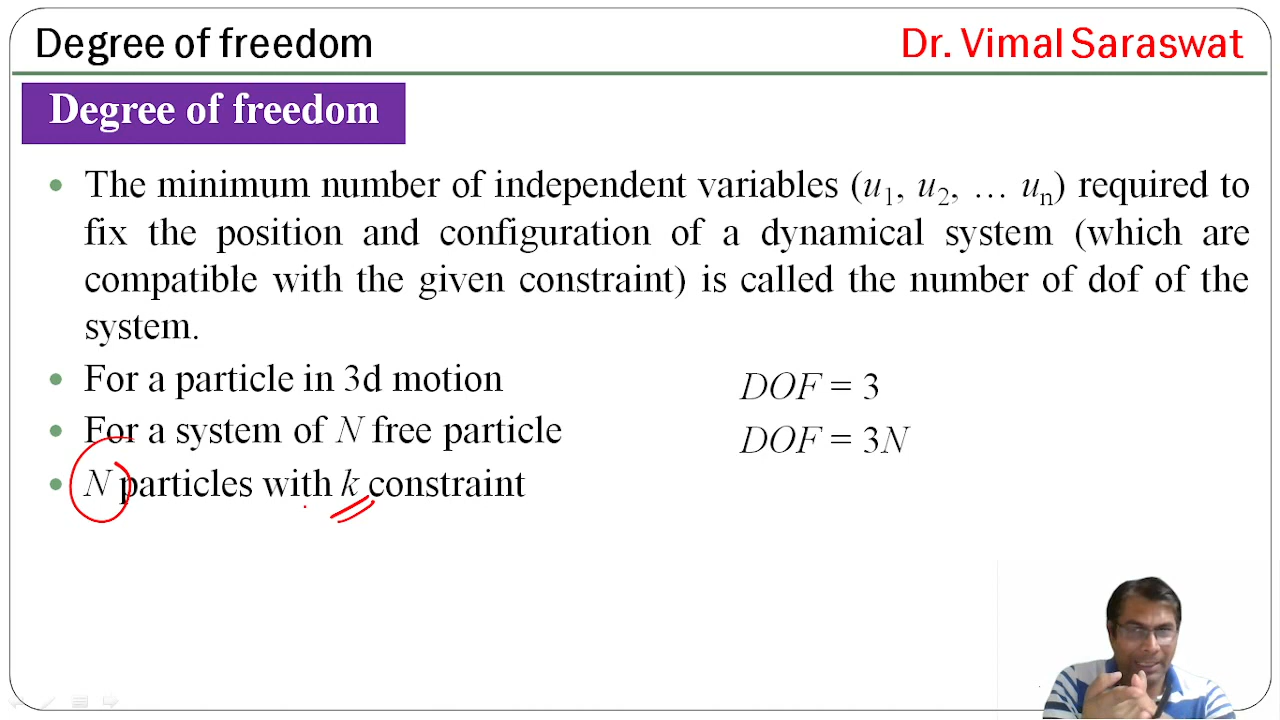 Degree of freedom Dr. Vimal Saraswat
Degree of freedom
• The minimum number of independent variables (u₁, u₂, … uₙ) required to
fix the position and configuration of a dynamical system (which are
compatible with the given constraint) is called the number of dof of the
system.
• For a particle in 3d motion DOF = 3
• For a system of N free particle DOF = 3N
• N particles with k constraint